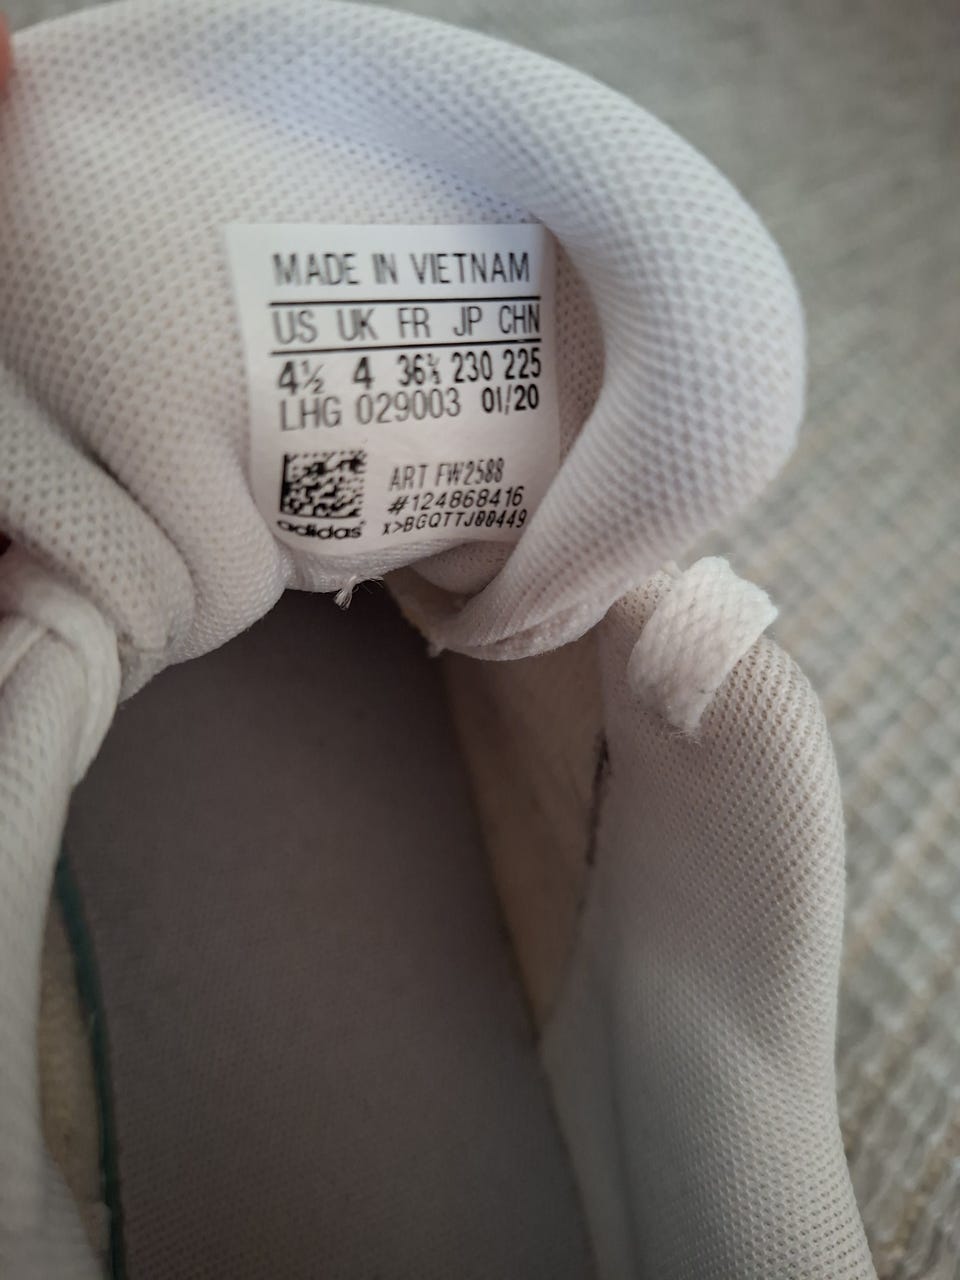 MADE IN VIETNAM
US UK FR JP CHN
4½ 4 36⅔ 230 225
LHG 029003 01/20
ART FW2588
#124868416
x>BGQTTJ00449
adidas